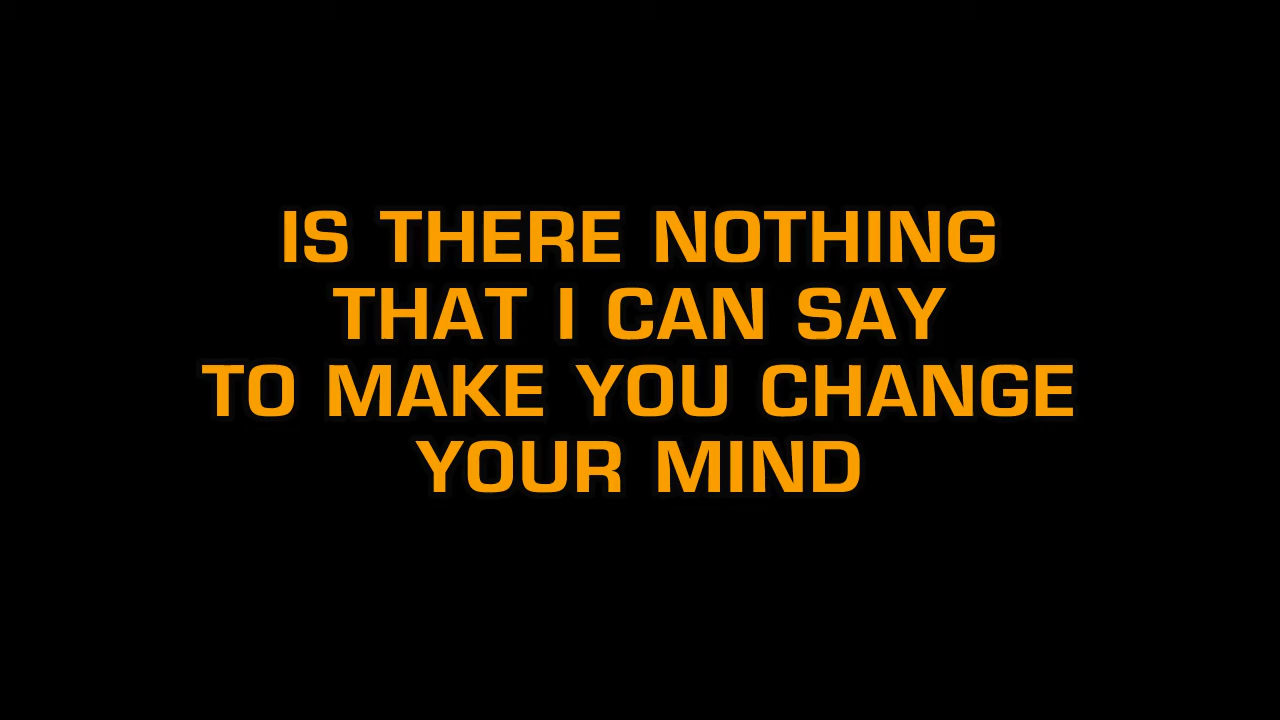 IS THERE NOTHING
THAT I CAN SAY
TO MAKE YOU CHANGE
YOUR MIND